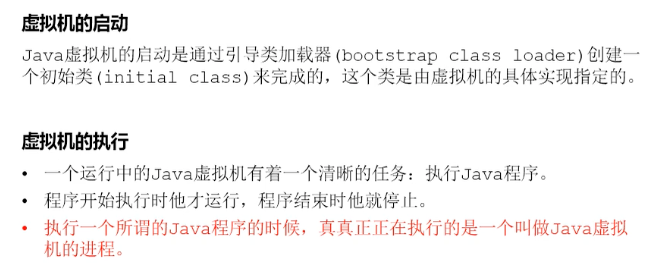 虚拟机的启动
Java虚拟机的启动是通过引导类加载器(bootstrap class loader)创建一
个初始类(initial class)来完成的，这个类是由虚拟机的具体实现指定的。
虚拟机的执行
• 一个运行中的Java虚拟机有着一个清晰的任务：执行Java程序。
• 程序开始执行时他才运行，程序结束时他就停止。
• 执行一个所谓的Java程序的时候，真真正正在执行的是一个叫做Java虚拟
机的进程。